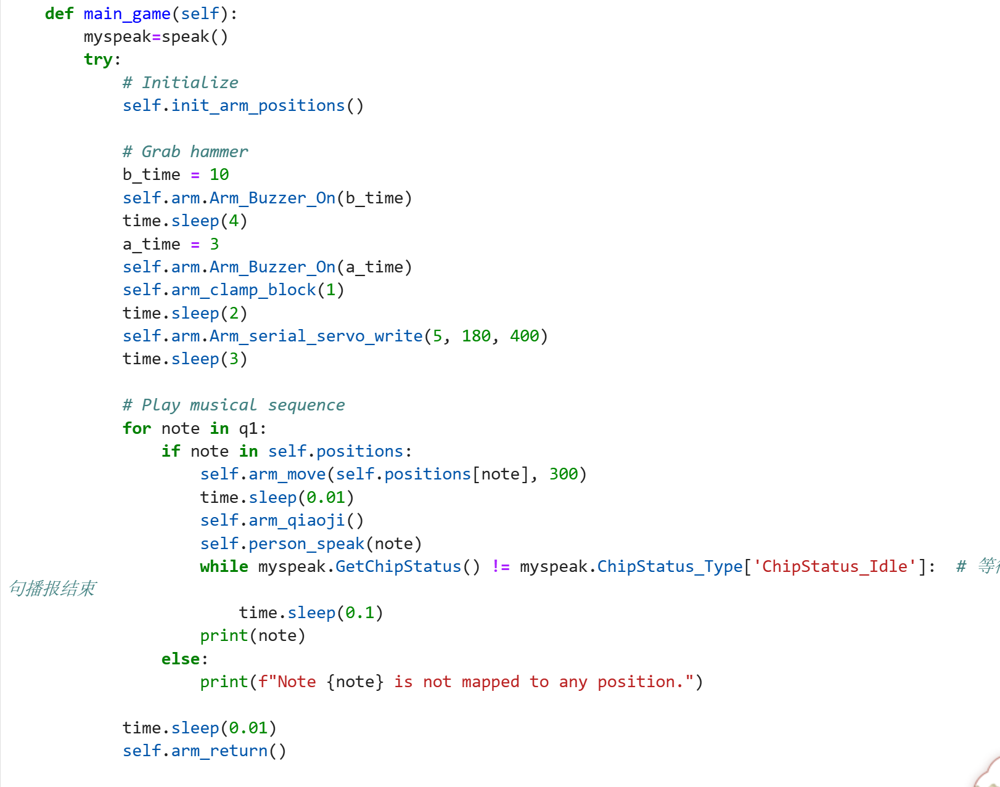 def main_game(self):
    myspeak=speak()
    try:
        # Initialize
        self.init_arm_positions()

        # Grab hammer
        b_time = 10
        self.arm.Arm_Buzzer_On(b_time)
        time.sleep(4)
        a_time = 3
        self.arm.Arm_Buzzer_On(a_time)
        self.arm_clamp_block(1)
        time.sleep(2)
        self.arm.Arm_serial_servo_write(5, 180, 400)
        time.sleep(3)

        # Play musical sequence
        for note in q1:
            if note in self.positions:
                self.arm_move(self.positions[note], 300)
                time.sleep(0.01)
                self.arm_qiaoji()
                self.person_speak(note)
                while myspeak.GetChipStatus() != myspeak.ChipStatus_Type['ChipStatus_Idle']:  # 等
句播报结束
                    time.sleep(0.1)
                print(note)
            else:
                print(f"Note {note} is not mapped to any position.")

        time.sleep(0.01)
        self.arm_return()